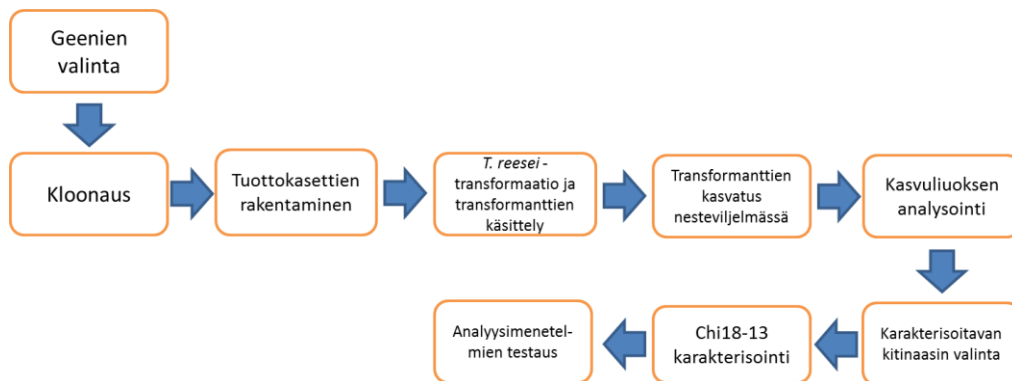 Geenien
valinta
Kloonaus
Tuottokasettien
rakentaminen
T. reesei -
transformaatio ja
transformanttien
käsittely
Transformanttien
kasvatus
nesteviljelmässä
Kasvuliuoksen
analysointi
Karakterisoitavan
kitinaasin valinta
Chi18-13
karakterisointi
Analyysimenetel-
mien testaus